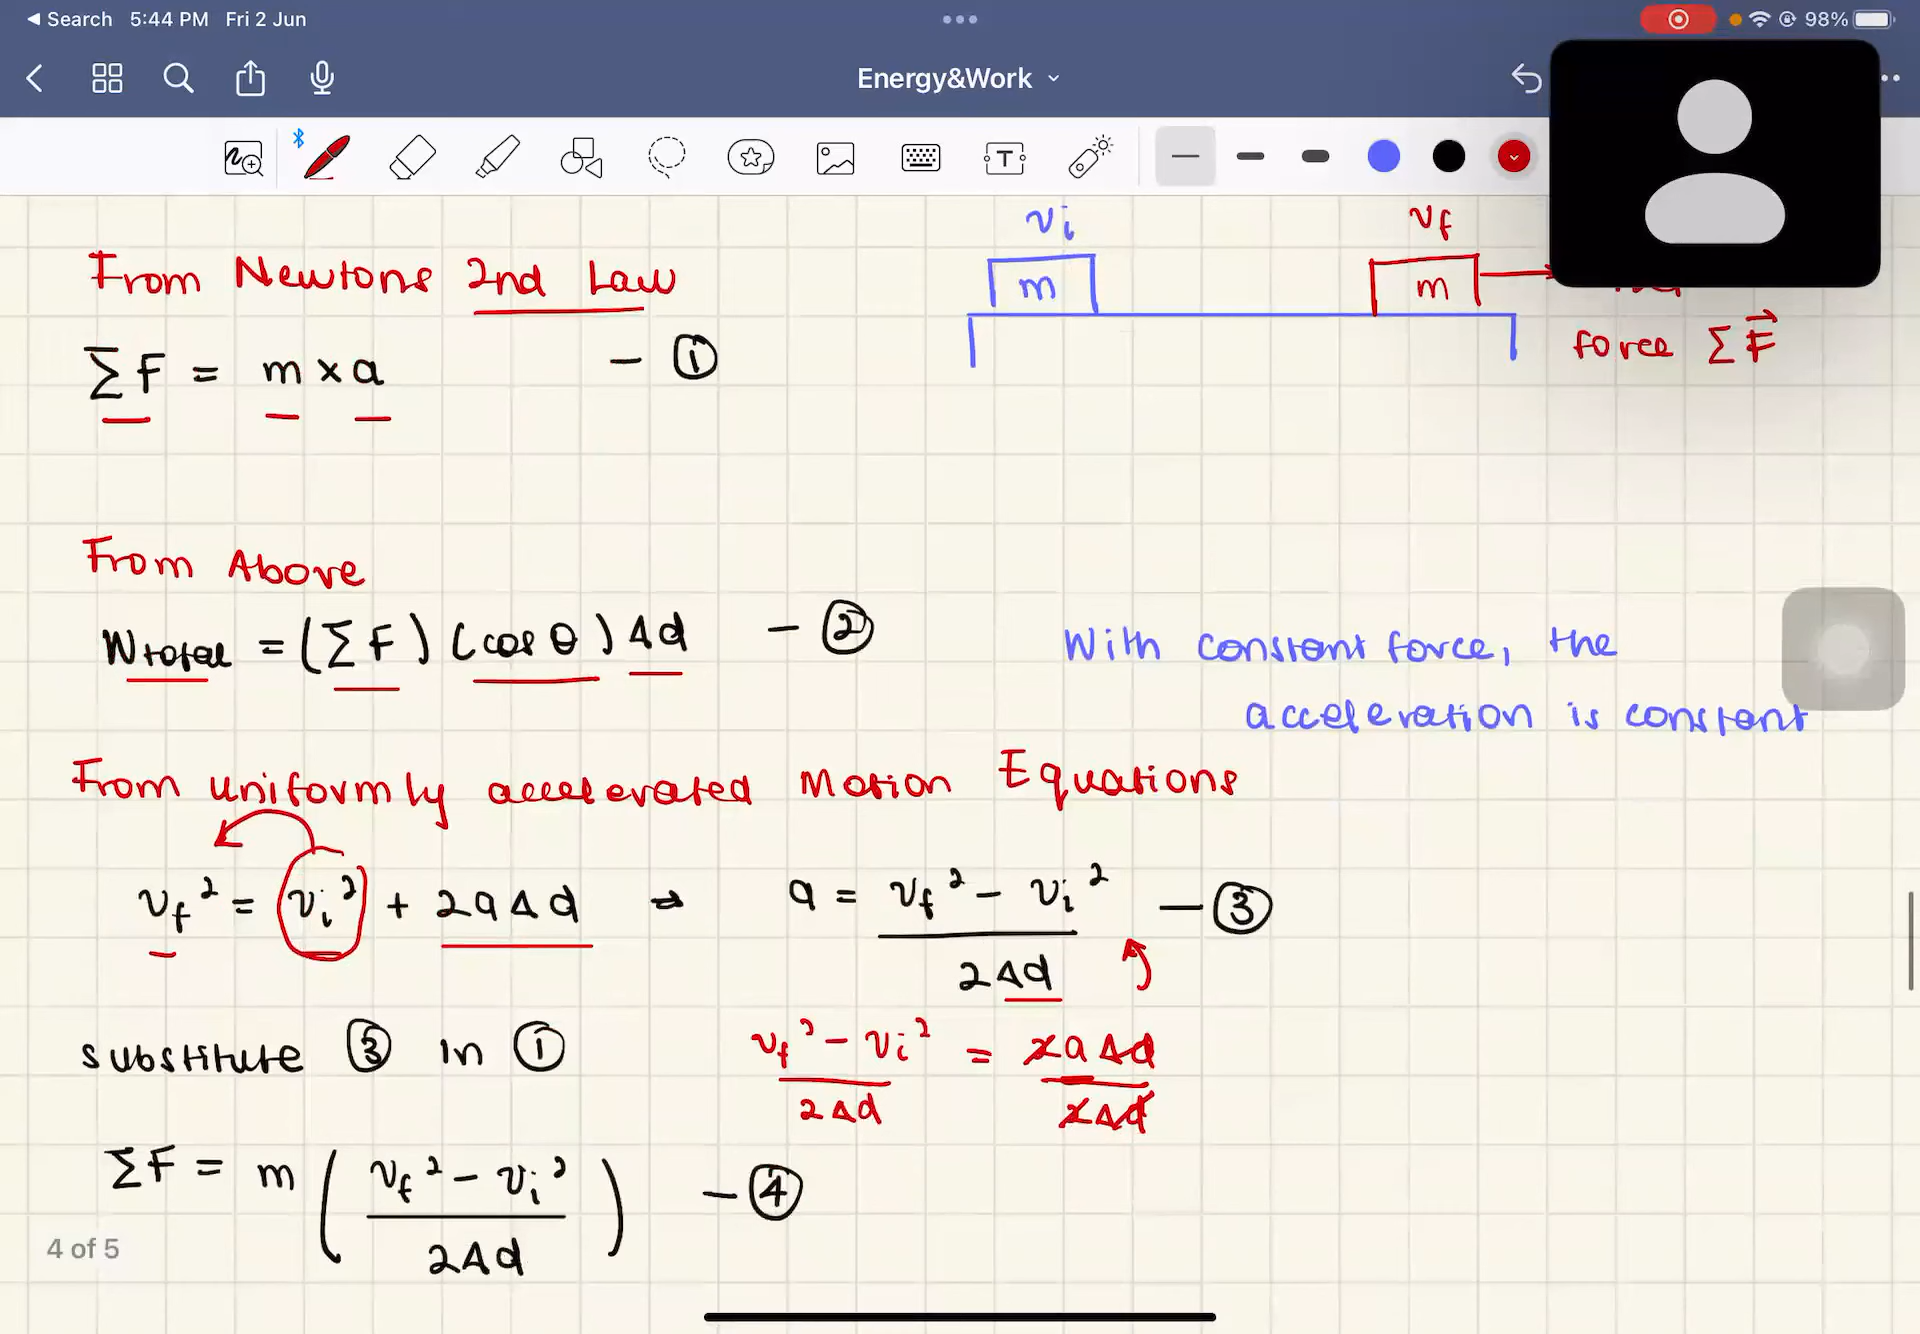 Search 5:44 PM Fri 2 Jun
98%
Energy&Work
T
vi
vf
From Newtons 2nd Law
m
m
force ΣF⃗
ΣF = m × a - ①
From Above
Wtotal = (ΣF) (cos θ) Δd - ②
With constant force, the
acceleration is constant
From uniformly accelerated Motion Equations
vf² = vi² + 2aΔd → a = (vf² - vi²) / 2Δd - ③
substitute ③ in ①
(vf² - vi²) / 2Δd = 2aΔd / 2Δd
ΣF = m ( (vf² - vi²) / 2Δd ) - ④
4 of 5